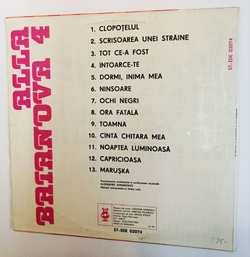 ST-EDE 03074
ALLA
BAIANOVA 4
1. CLOPOȚELUL
2. SCRISOAREA UNEI STRĂINE
3. TOT CE-A FOST
4. INTOARCE-TE
5. DORMI, INIMA MEA
6. NINSOARE
7. OCHI NEGRI
8. ORA FATALĂ
9. TOAMNA
10. CÎNTĂ CHITARA MEA
11. NOAPTEA LUMINOASĂ
12. CAPRICIOASA
13. MARUȘKA
ST-EDE 03074